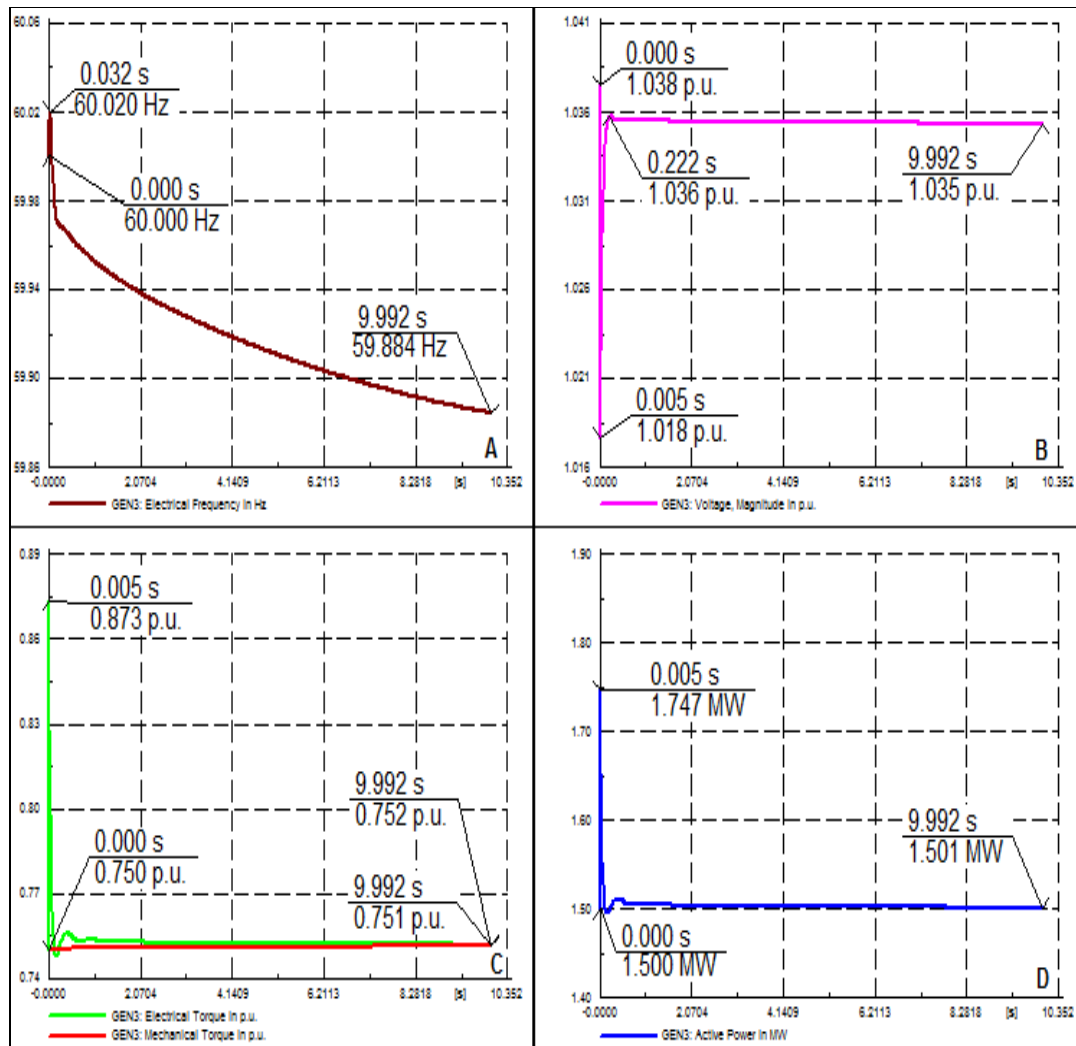 60.06
0.032 s
60.020 Hz
60.02
0.000 s
60.000 Hz
59.98
59.94
9.992 s
59.884 Hz
59.90
A
59.86
-0.0000 2.0704 4.1409 6.2113 8.2818 [s] 10.352
GEN3: Electrical Frequency in Hz
1.041
0.000 s
1.038 p.u.
1.036
0.222 s
1.036 p.u.
9.992 s
1.035 p.u.
1.031
1.026
1.021
0.005 s
1.018 p.u.
B
1.016
-0.0000 2.0704 4.1409 6.2113 8.2818 [s] 10.352
GEN3: Voltage, Magnitude in p.u.
0.89
0.005 s
0.873 p.u.
0.86
0.83
0.80
9.992 s
0.752 p.u.
0.000 s
0.750 p.u.
0.77
9.992 s
0.751 p.u.
C
0.74
-0.0000 2.0704 4.1409 6.2113 8.2818 [s] 10.352
GEN3: Electrical Torque in p.u.
GEN3: Mechanical Torque in p.u.
1.90
1.80
0.005 s
1.747 MW
1.70
1.60
9.992 s
1.501 MW
1.50
0.000 s
1.500 MW
D
1.40
-0.0000 2.0704 4.1409 6.2113 8.2818 [s] 10.352
GEN3: Active Power in MW